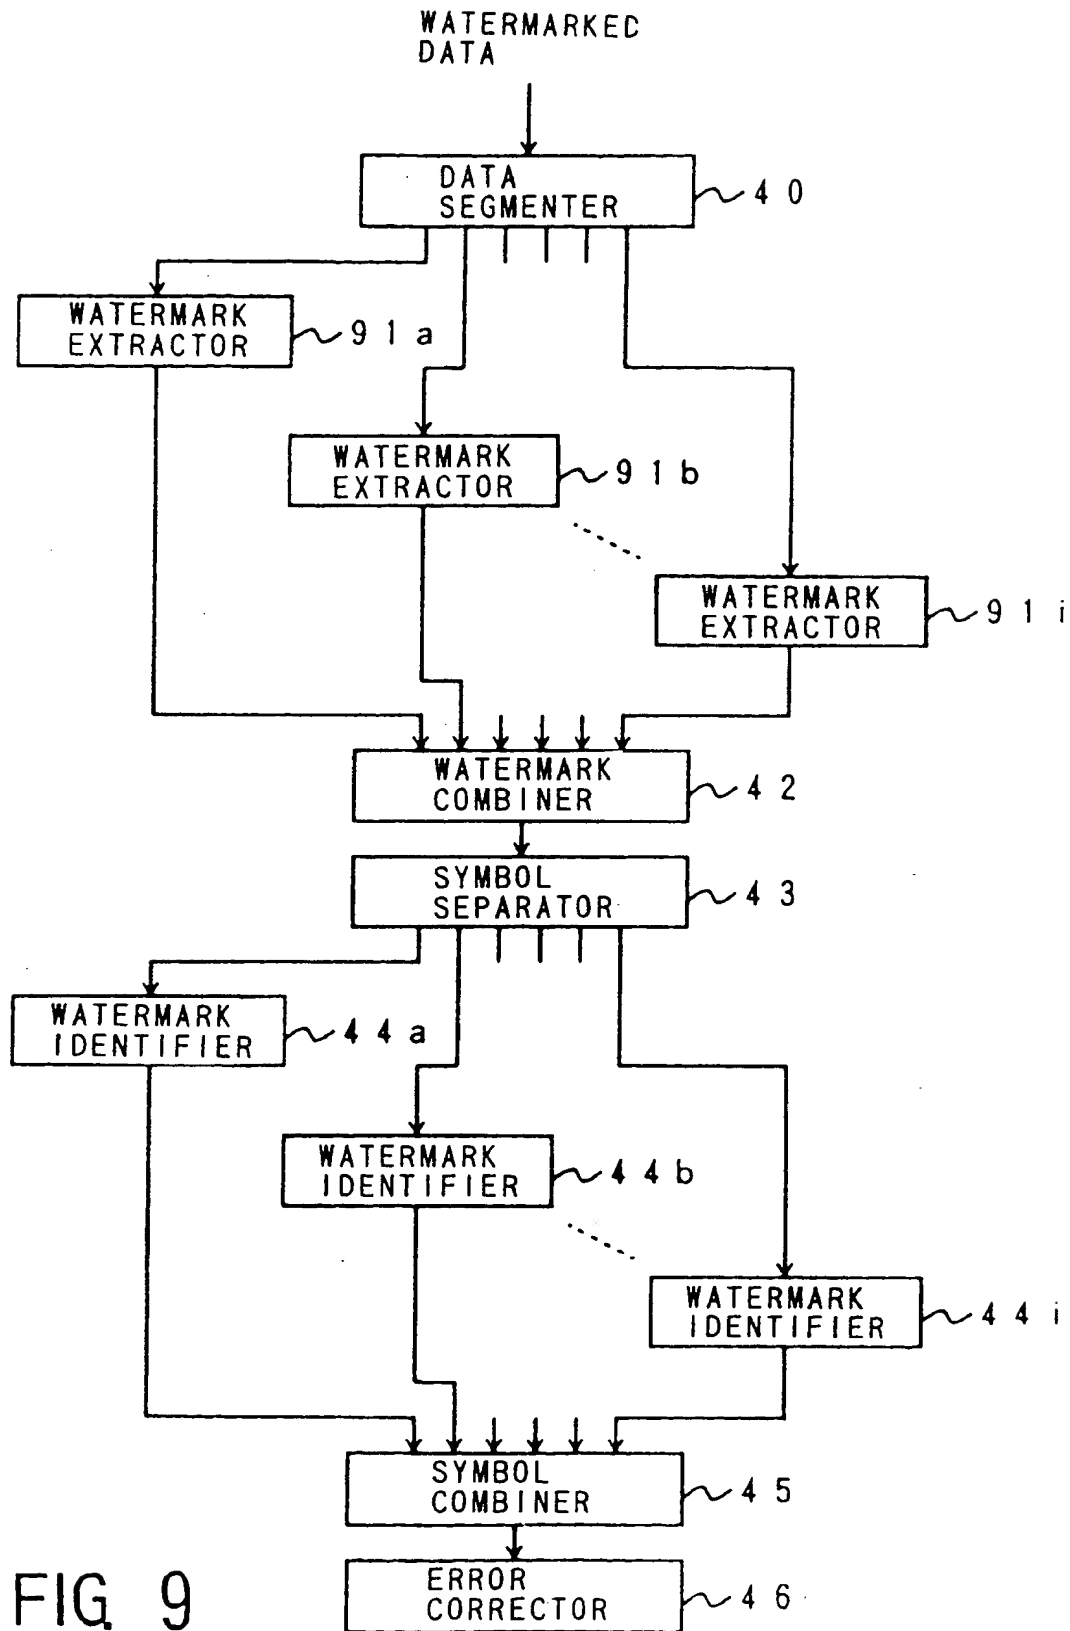 WATERMARKED
DATA
DATA
SEGMENTER
40
WATERMARK
EXTRACTOR
91a
WATERMARK
EXTRACTOR
91b
WATERMARK
EXTRACTOR
91i
WATERMARK
COMBINER
42
SYMBOL
SEPARATOR
43
WATERMARK
IDENTIFIER
44a
WATERMARK
IDENTIFIER
44b
WATERMARK
IDENTIFIER
44i
SYMBOL
COMBINER
45
ERROR
CORRECTOR
46
FIG. 9